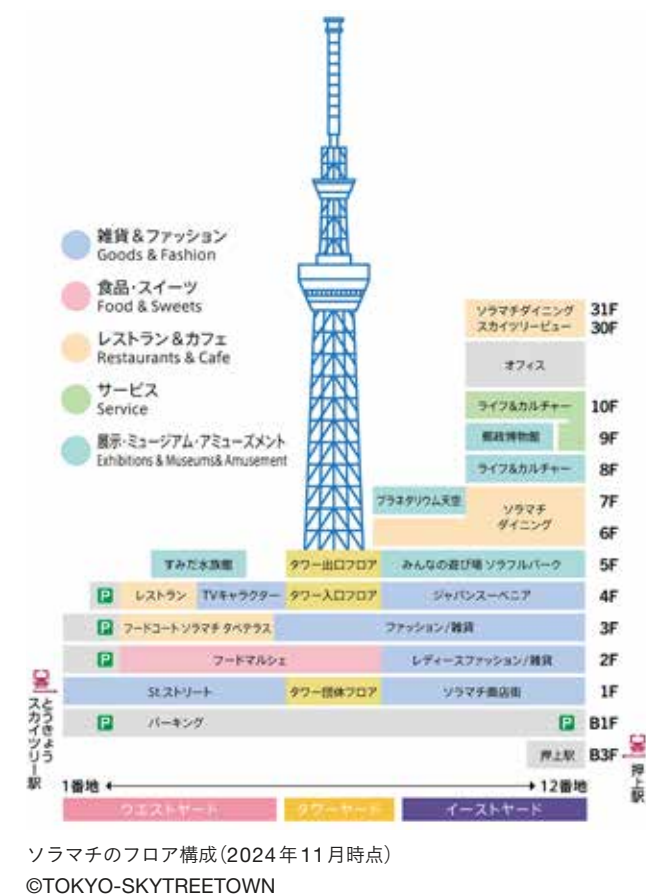 雑貨&ファッション
Goods & Fashion
食品・スイーツ
Food & Sweets
レストラン&カフェ
Restaurants & Cafe
サービス
Service
展示・ミュージアム・アミューズメント
Exhibitions & Museums& Amusement
ソラマチダイニング 31F
スカイツリービュー 30F
オフィス
ライフ&カルチャー 10F
郵政博物館 9F
ライフ&カルチャー 8F
プラネタリウム天空 7F
ソラマチ
ダイニング
6F
すみだ水族館 タワー出口フロア みんなの遊び場 ソラフルパーク 5F
P レストラン TVキャラクター タワー入口フロア ジャパンスーベニア 4F
P フードコート ソラマチ タベテラス ファッション/雑貨 3F
P フードマルシェ レディースファッション/雑貨 2F
St.ストリート タワー団体フロア ソラマチ商店街 1F
P パーキング P B1F
押上駅 B3F
とうきょう
スカイツリー駅
押上駅
1番地 12番地
ウエストヤード タワーヤード イーストヤード
ソラマチのフロア構成(2024年11月時点)
©TOKYO-SKYTREETOWN